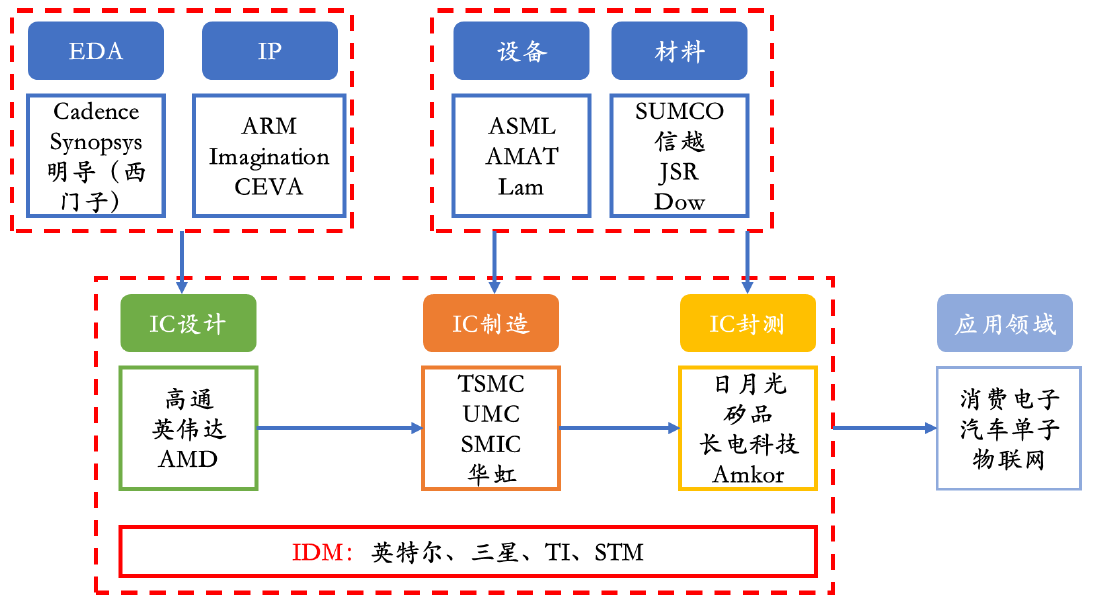 EDA
Cadence
Synopsys
明导（西
门子）
IP
ARM
Imagination
CEVA
设备
ASML
AMAT
Lam
材料
SUMCO
信越
JSR
Dow
IC设计
高通
英伟达
AMD
IC制造
TSMC
UMC
SMIC
华虹
IC封测
日月光
矽品
长电科技
Amkor
应用领域
消费电子
汽车单子
物联网
IDM：英特尔、三星、TI、STM